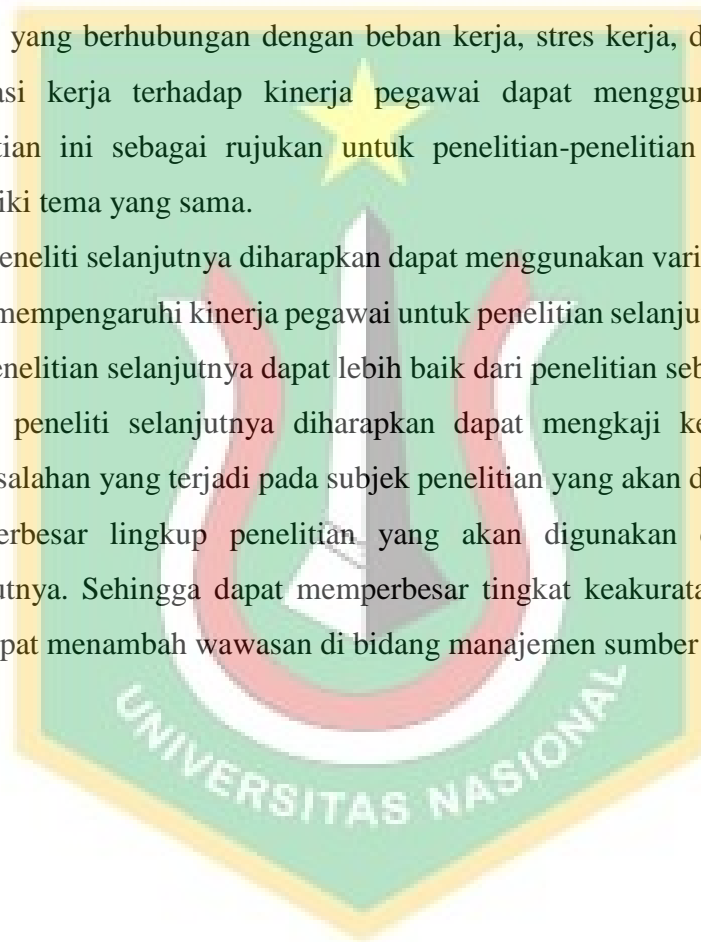 yang berhubungan dengan beban kerja, stres kerja, d
asi kerja terhadap kinerja pegawai dapat menggun
tian ini sebagai rujukan untuk penelitian-penelitian
iki tema yang sama.
eneliti selanjutnya diharapkan dapat menggunakan vari
mempengaruhi kinerja pegawai untuk penelitian selanju
enelitian selanjutnya dapat lebih baik dari penelitian seb
peneliti selanjutnya diharapkan dapat mengkaji ke
salahan yang terjadi pada subjek penelitian yang akan d
erbesar lingkup penelitian yang akan digunakan
utnya. Sehingga dapat memperbesar tingkat keakurata
pat menambah wawasan di bidang manajemen sumber
UNIVERSITAS NASIONAL